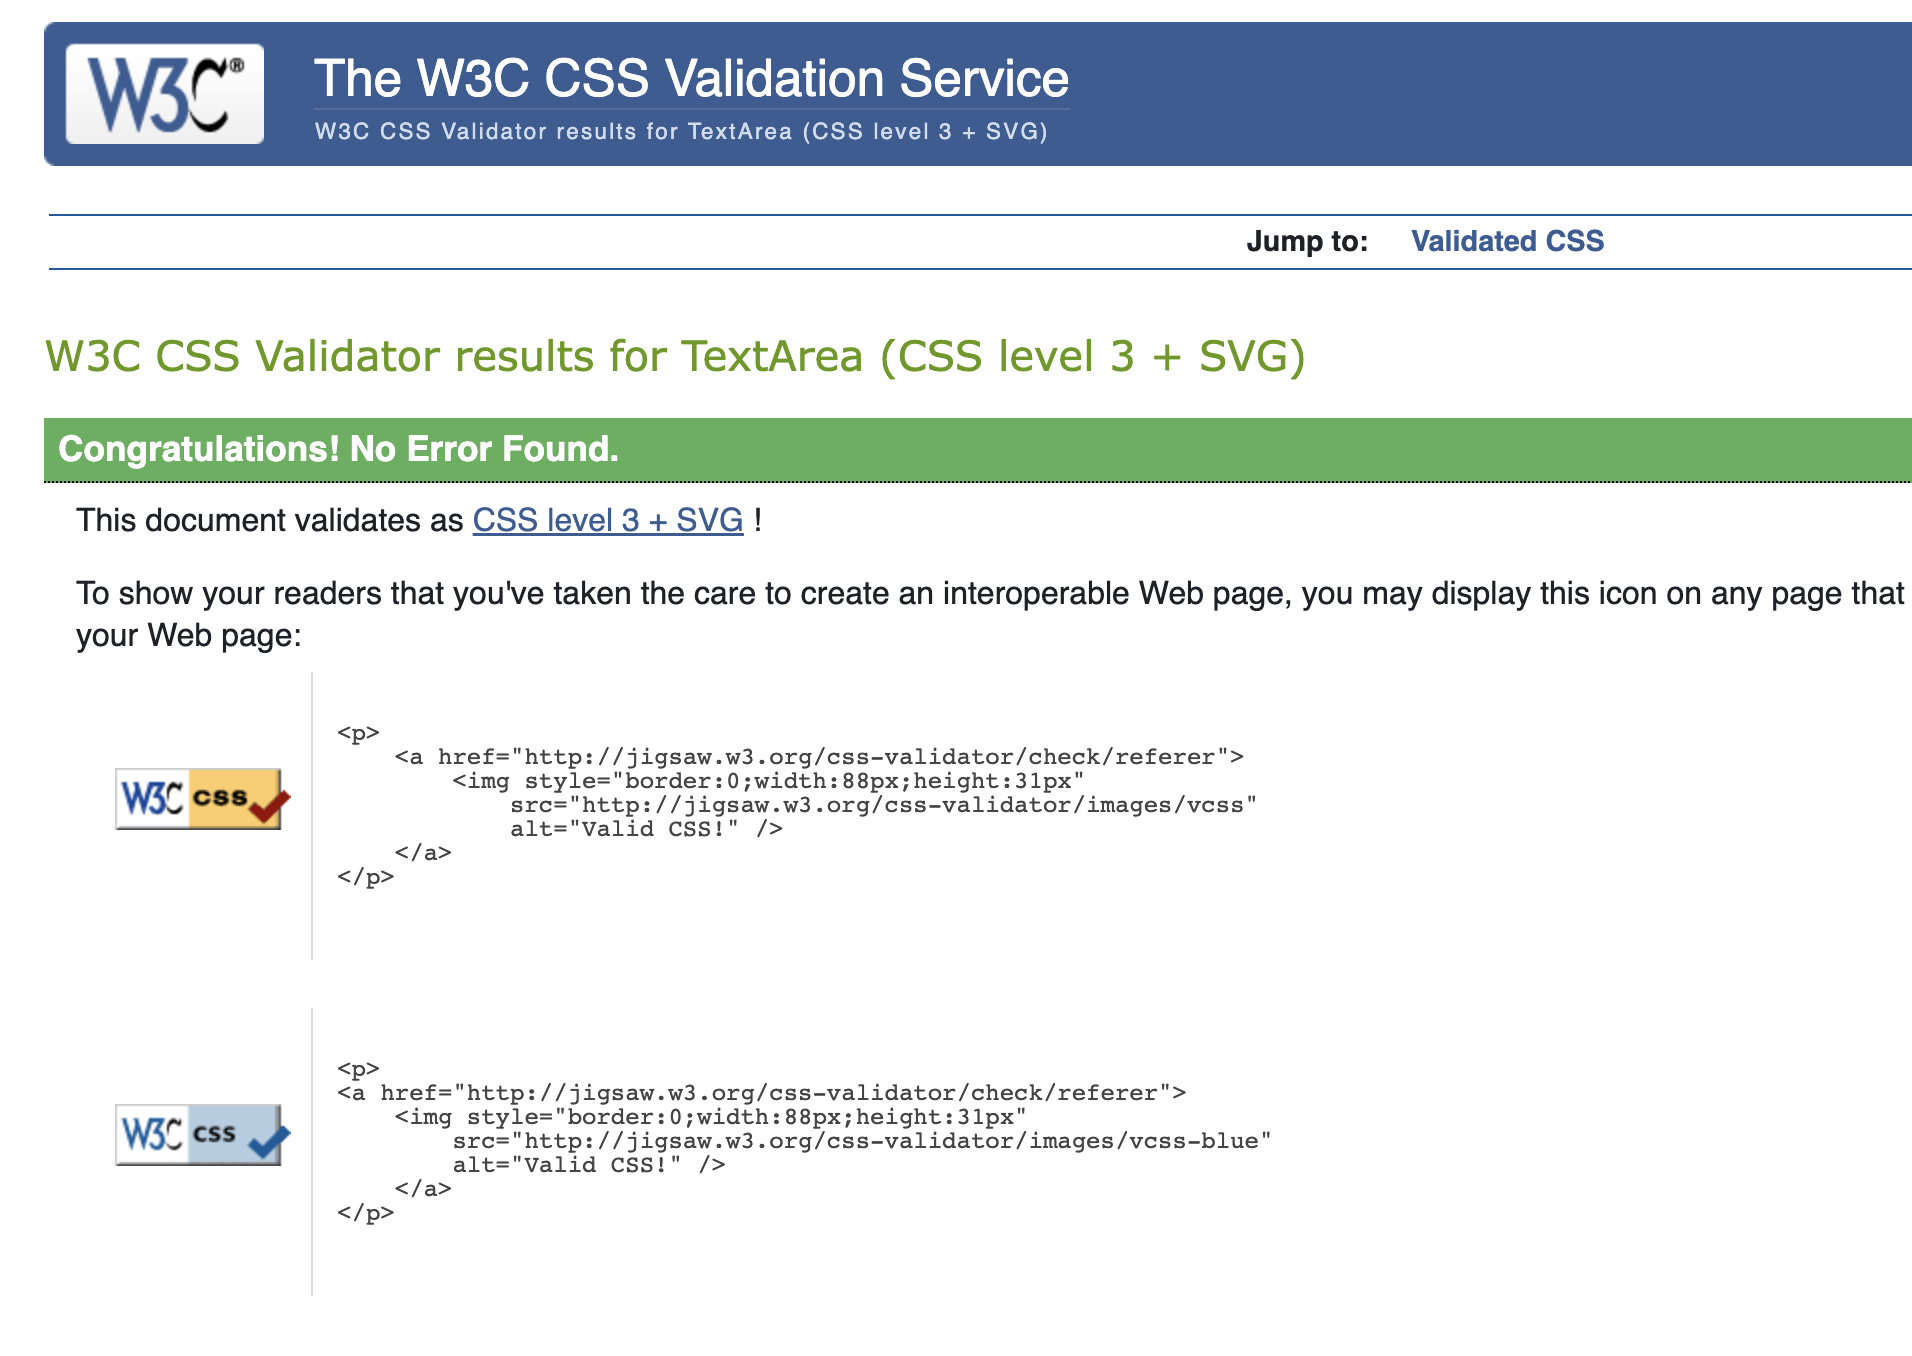 W3C®
The W3C CSS Validation Service
W3C CSS Validator results for TextArea (CSS level 3 + SVG)
Jump to: Validated CSS
W3C CSS Validator results for TextArea (CSS level 3 + SVG)
Congratulations! No Error Found.
This document validates as CSS level 3 + SVG !
To show your readers that you've taken the care to create an interoperable Web page, you may display this icon on any page that
your Web page:
W3C css
<p>
    <a href="http://jigsaw.w3.org/css-validator/check/referer">
        <img style="border:0;width:88px;height:31px"
            src="http://jigsaw.w3.org/css-validator/images/vcss"
            alt="Valid CSS!" />
    </a>
</p>
W3C css
<p>
<a href="http://jigsaw.w3.org/css-validator/check/referer">
    <img style="border:0;width:88px;height:31px"
        src="http://jigsaw.w3.org/css-validator/images/vcss-blue"
        alt="Valid CSS!" />
    </a>
</p>